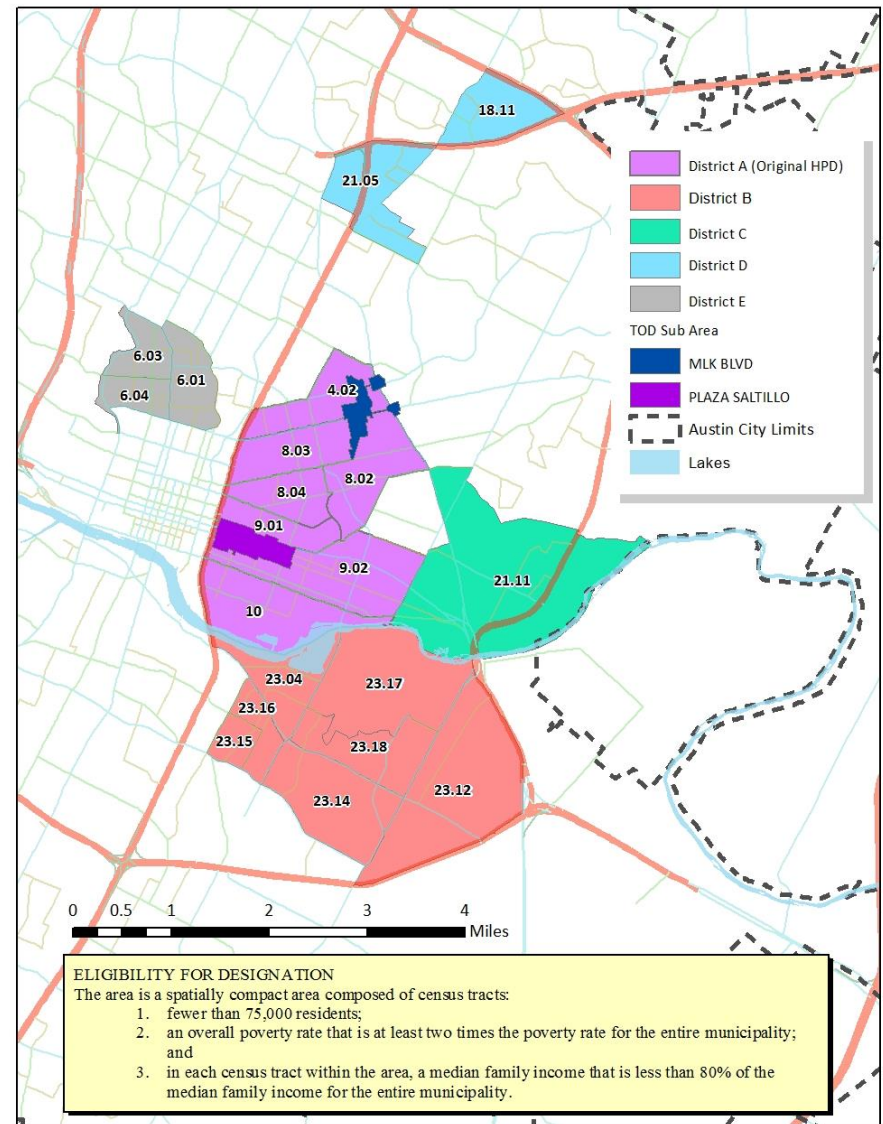 18.11
21.05
District A (Original HPD)
District B
District C
District D
District E
TOD Sub Area
MLK BLVD
PLAZA SALTILLO
Austin City Limits
Lakes
6.03
6.01
6.04
4.02
8.03
8.02
8.04
9.01
9.02
21.11
10
23.04
23.17
23.16
23.15
23.18
23.12
23.14
0 0.5 1 2 3 4
Miles
ELIGIBILITY FOR DESIGNATION
The area is a spatially compact area composed of census tracts:
1. fewer than 75,000 residents;
2. an overall poverty rate that is at least two times the poverty rate for the entire municipality;
and
3. in each census tract within the area, a median family income that is less than 80% of the
median family income for the entire municipality.